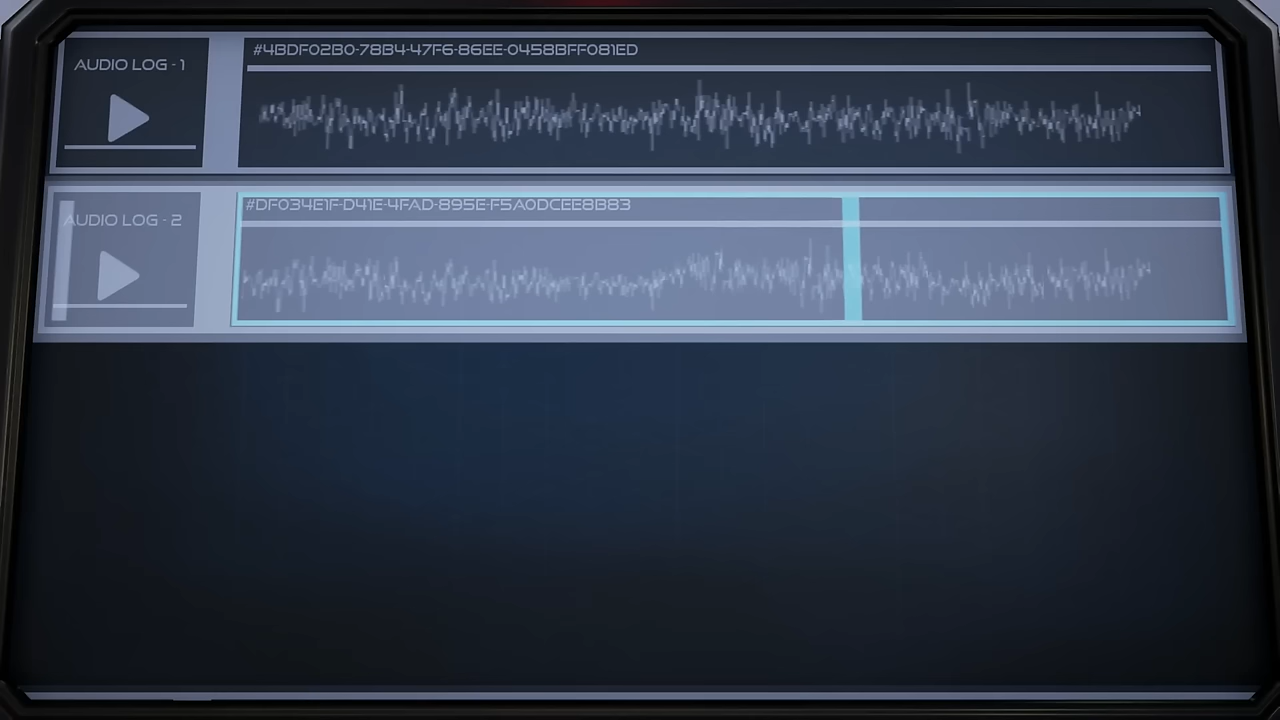 AUDIO LOG - 1
#4BDF02B0-78B4-47F6-86EE-0458BFF081ED
AUDIO LOG - 2
#DF034E1F-D41E-4FAD-895E-F5A0DCEE8B83